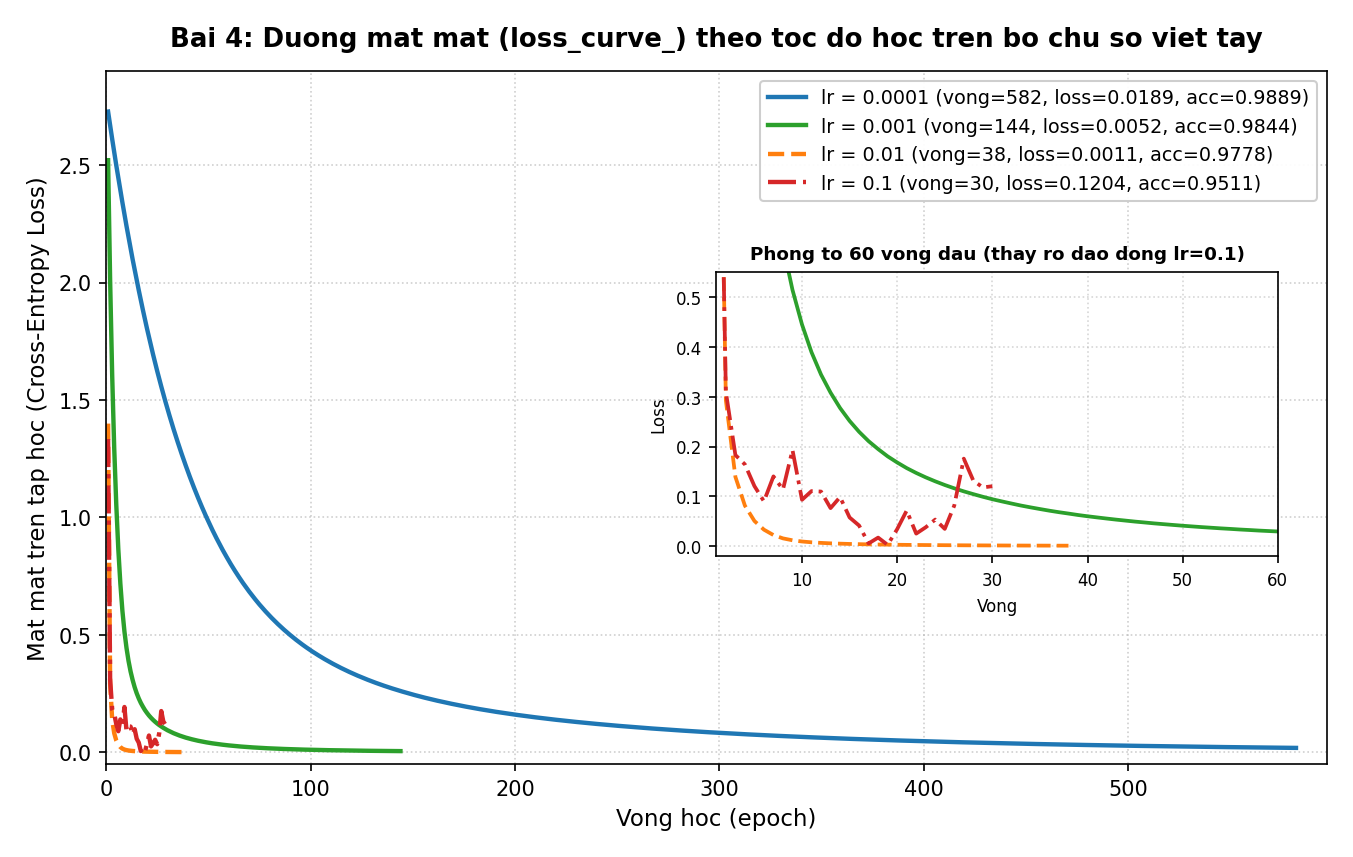 Bai 4: Duong mat mat (loss_curve_) theo toc do hoc tren bo chu so viet tay
lr = 0.0001 (vong=582, loss=0.0189, acc=0.9889)
lr = 0.001 (vong=144, loss=0.0052, acc=0.9844)
lr = 0.01 (vong=38, loss=0.0011, acc=0.9778)
lr = 0.1 (vong=30, loss=0.1204, acc=0.9511)
Mat mat tren tap hoc (Cross-Entropy Loss)
2.5
2.0
1.5
1.0
0.5
0.0
Phong to 60 vong dau (thay ro dao dong lr=0.1)
Loss
0.5
0.4
0.3
0.2
0.1
0.0
10 20 30 40 50 60
Vong
0 100 200 300 400 500
Vong hoc (epoch)